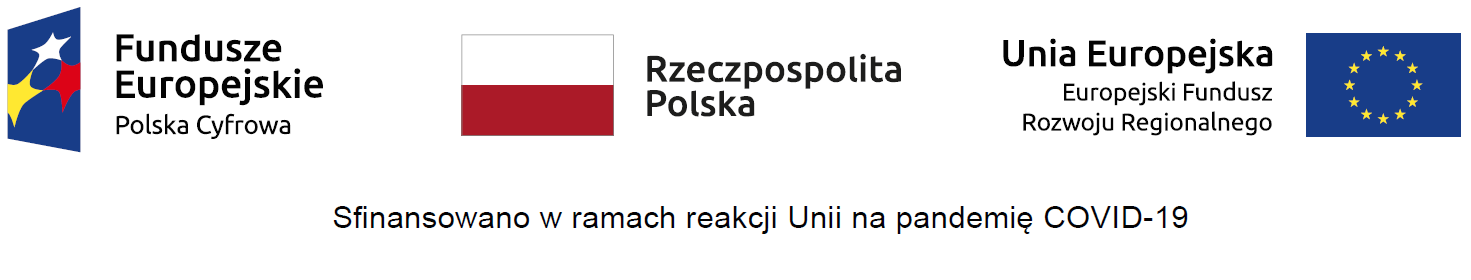 Fundusze
Europejskie
Polska Cyfrowa
Rzeczpospolita
Polska
Unia Europejska
Europejski Fundusz
Rozwoju Regionalnego
Sfinansowano w ramach reakcji Unii na pandemię COVID-19